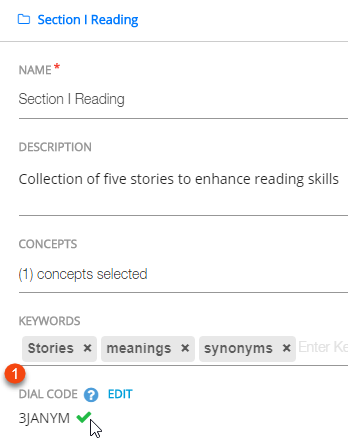 Section I Reading
NAME *
Section I Reading
DESCRIPTION
Collection of five stories to enhance reading skills
CONCEPTS
(1) concepts selected
KEYWORDS
Stories × meanings × synonyms × Enter Ke
1
DIAL CODE ? EDIT
3JANYM